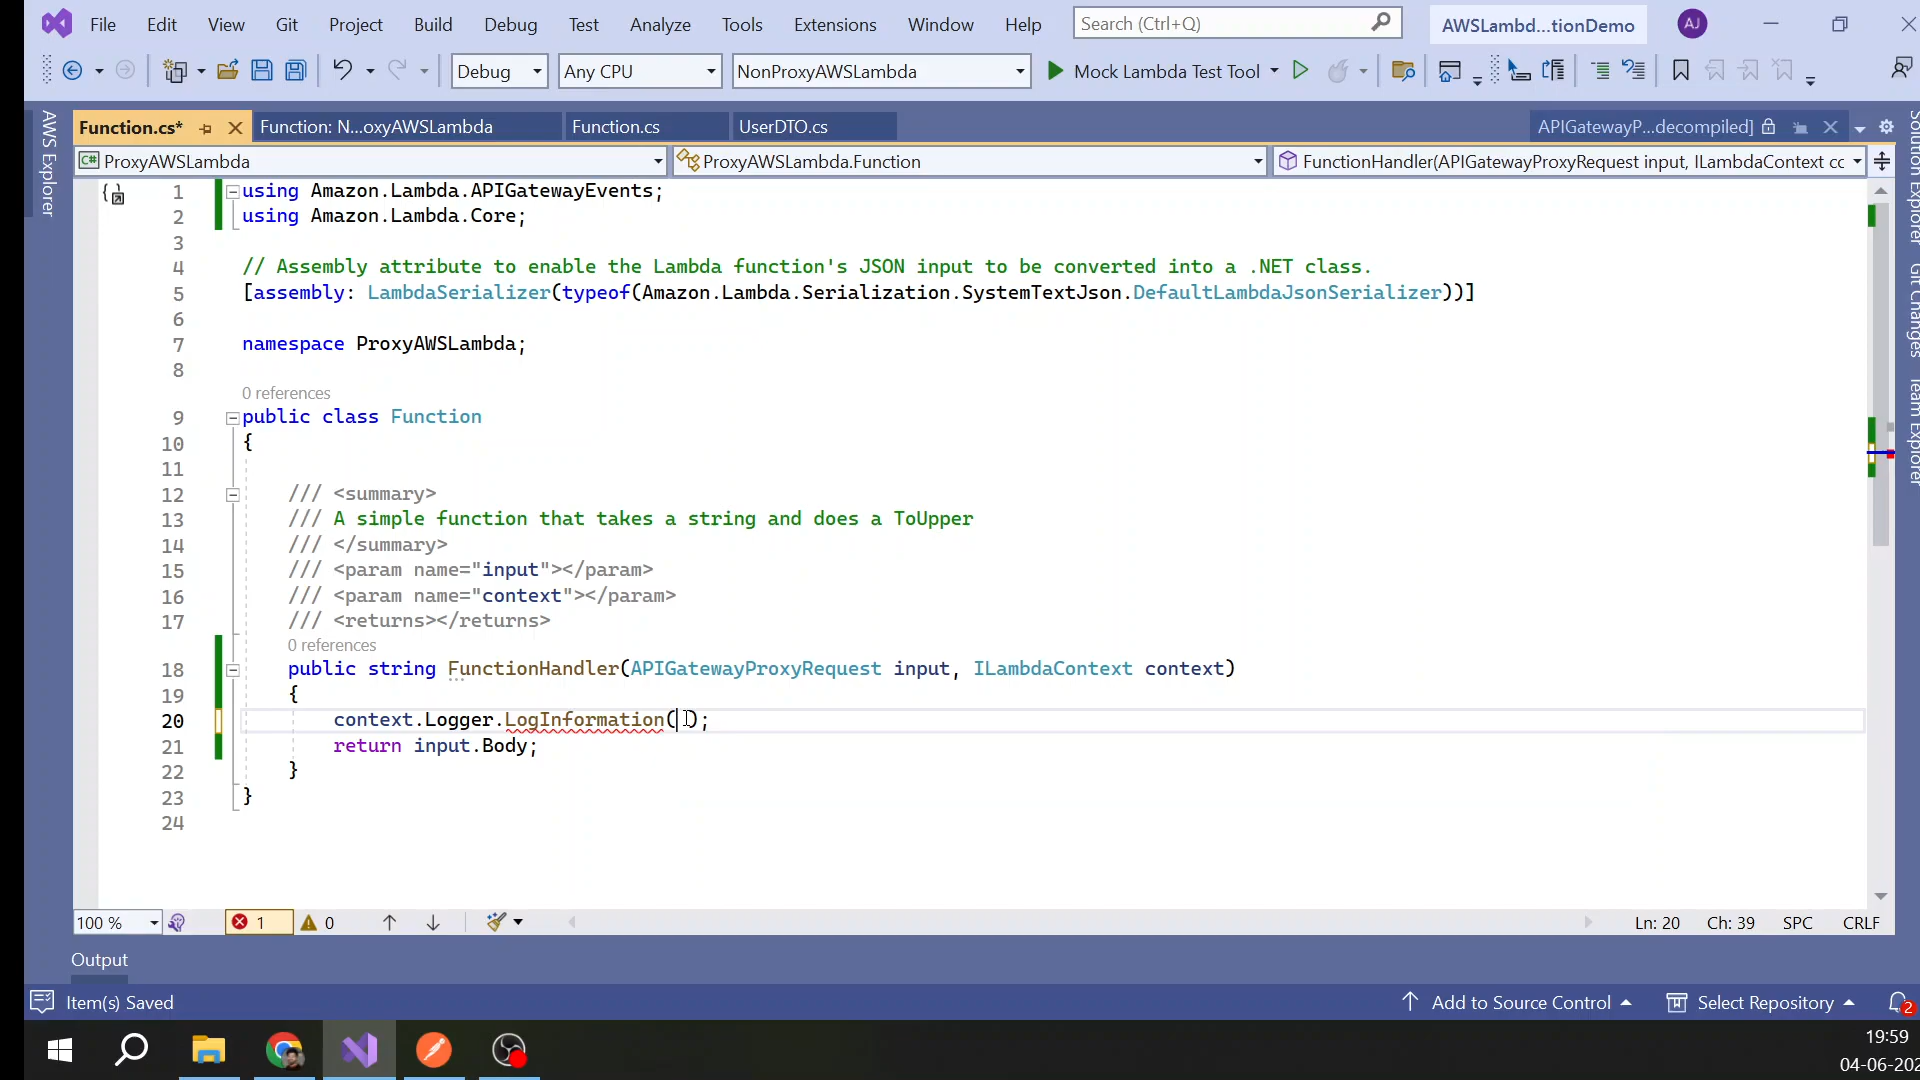 File Edit View Git Project Build Debug Test Analyze Tools Extensions Window Help Search (Ctrl+Q) AWSLambd...tionDemo AJ
Debug Any CPU NonProxyAWSLambda Mock Lambda Test Tool
Function.cs* Function: N...oxyAWSLambda Function.cs UserDTO.cs APIGatewayP...decompiled]
ProxyAWSLambda ProxyAWSLambda.Function FunctionHandler(APIGatewayProxyRequest input, ILambdaContext cc
AWS Explorer
Solution Explorer
Git Changes
Team Explorer
1 using Amazon.Lambda.APIGatewayEvents;
2 using Amazon.Lambda.Core;
3
4 // Assembly attribute to enable the Lambda function's JSON input to be converted into a .NET class.
5 [assembly: LambdaSerializer(typeof(Amazon.Lambda.Serialization.SystemTextJson.DefaultLambdaJsonSerializer))]
6
7 namespace ProxyAWSLambda;
8
0 references
9 public class Function
10 {
11
12 /// <summary>
13 /// A simple function that takes a string and does a ToUpper
14 /// </summary>
15 /// <param name="input"></param>
16 /// <param name="context"></param>
17 /// <returns></returns>
0 references
18 public string FunctionHandler(APIGatewayProxyRequest input, ILambdaContext context)
19 {
20 context.Logger.LogInformation( );
21 return input.Body;
22 }
23 }
24
100 % 1 0 Ln: 20 Ch: 39 SPC CRLF
Output
Item(s) Saved Add to Source Control Select Repository 2
19:59
04-06-202